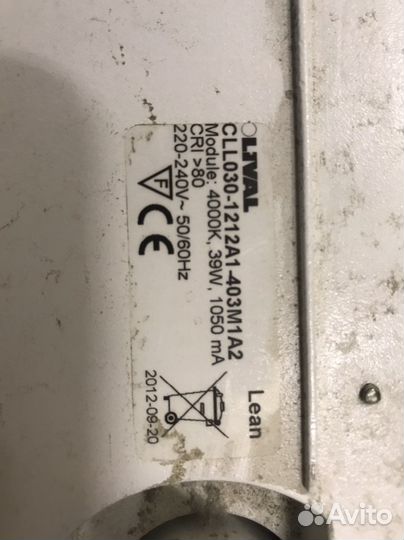 LIVAL
CLL030-1212A1-403M1A2
Module: 4000K, 39W, 1050 mA
CRI >80
220-240V~ 50/60Hz
F
CE
Lean
2012-09-20
Avito